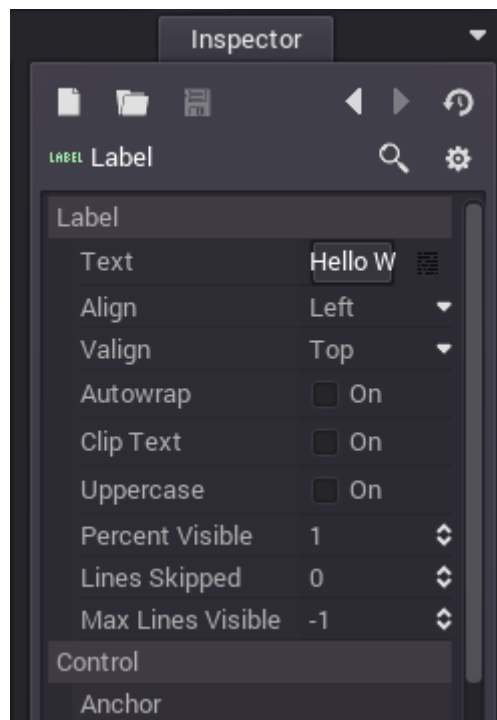 Inspector
LABEL Label
Label
Text Hello W
Align Left
Valign Top
Autowrap On
Clip Text On
Uppercase On
Percent Visible 1
Lines Skipped 0
Max Lines Visible -1
Control
Anchor